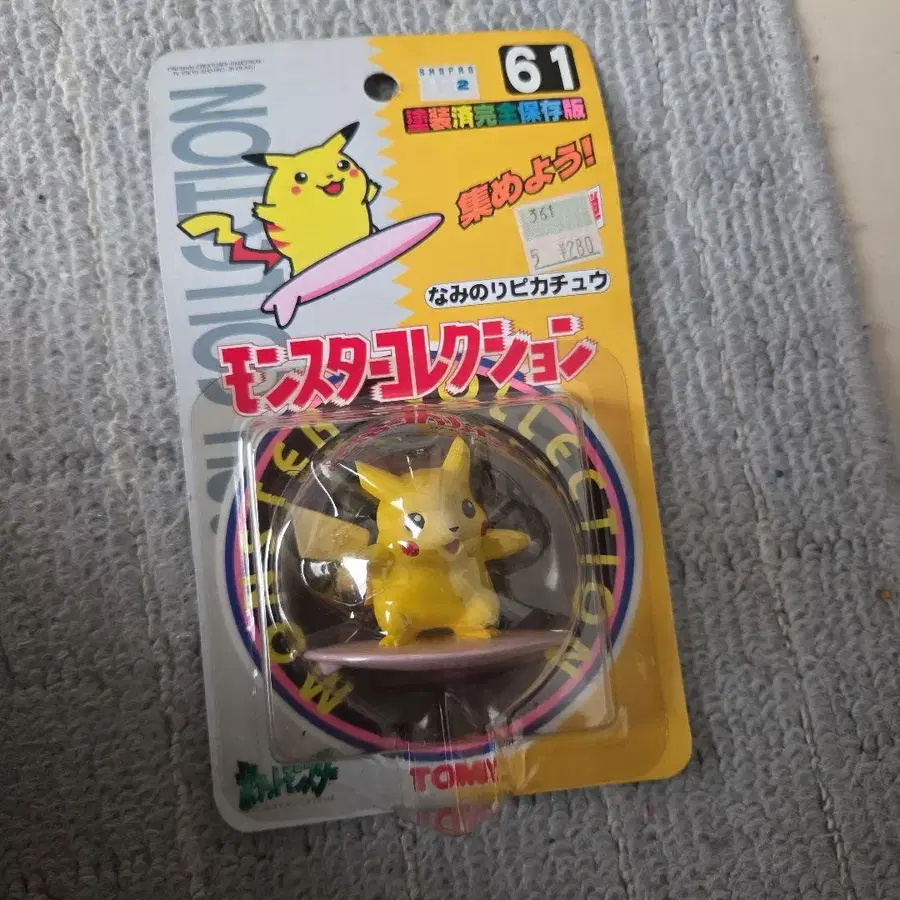 61
塗装済完全保存版
集めよう!
361
5 ¥280
なみのりピカチュウ
モンスターコレクション
COLLECTION
MONSTER COLLECTION
ポケットモンスター
TOMY